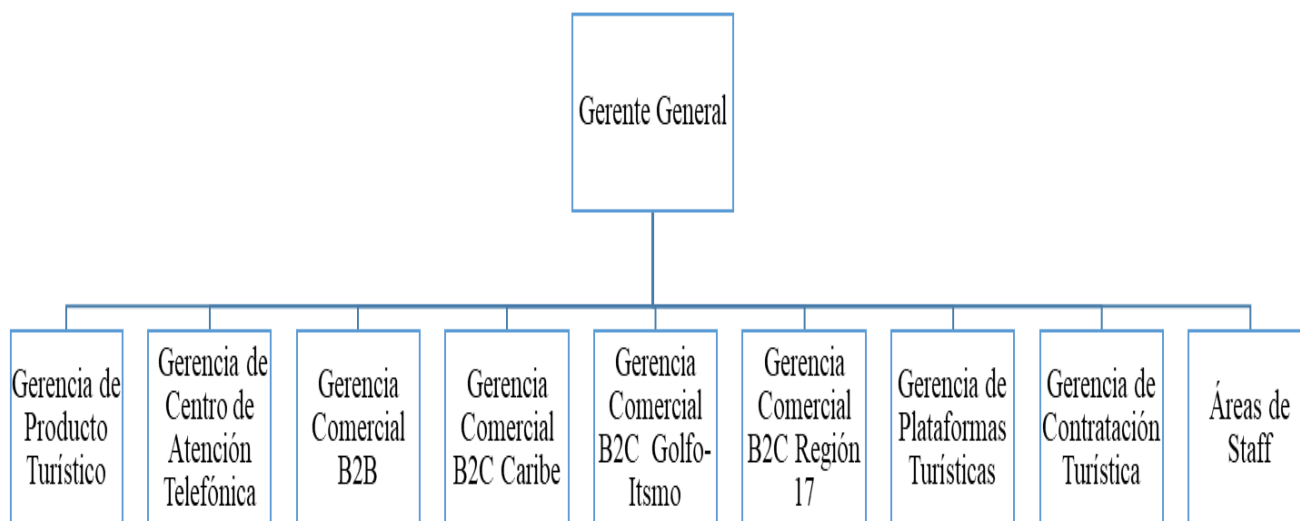 Gerente General
Gerencia de
Producto
Turístico
Gerencia de
Centro de
Atención
Telefónica
Gerencia
Comercial
B2B
Gerencia
Comercial
B2C Caribe
Gerencia
Comercial
B2C Golfo-
Itsmo
Gerencia
Comercial
B2C Región
17
Gerencia de
Plataformas
Turísticas
Gerencia de
Contratación
Turística
Áreas de
Staff